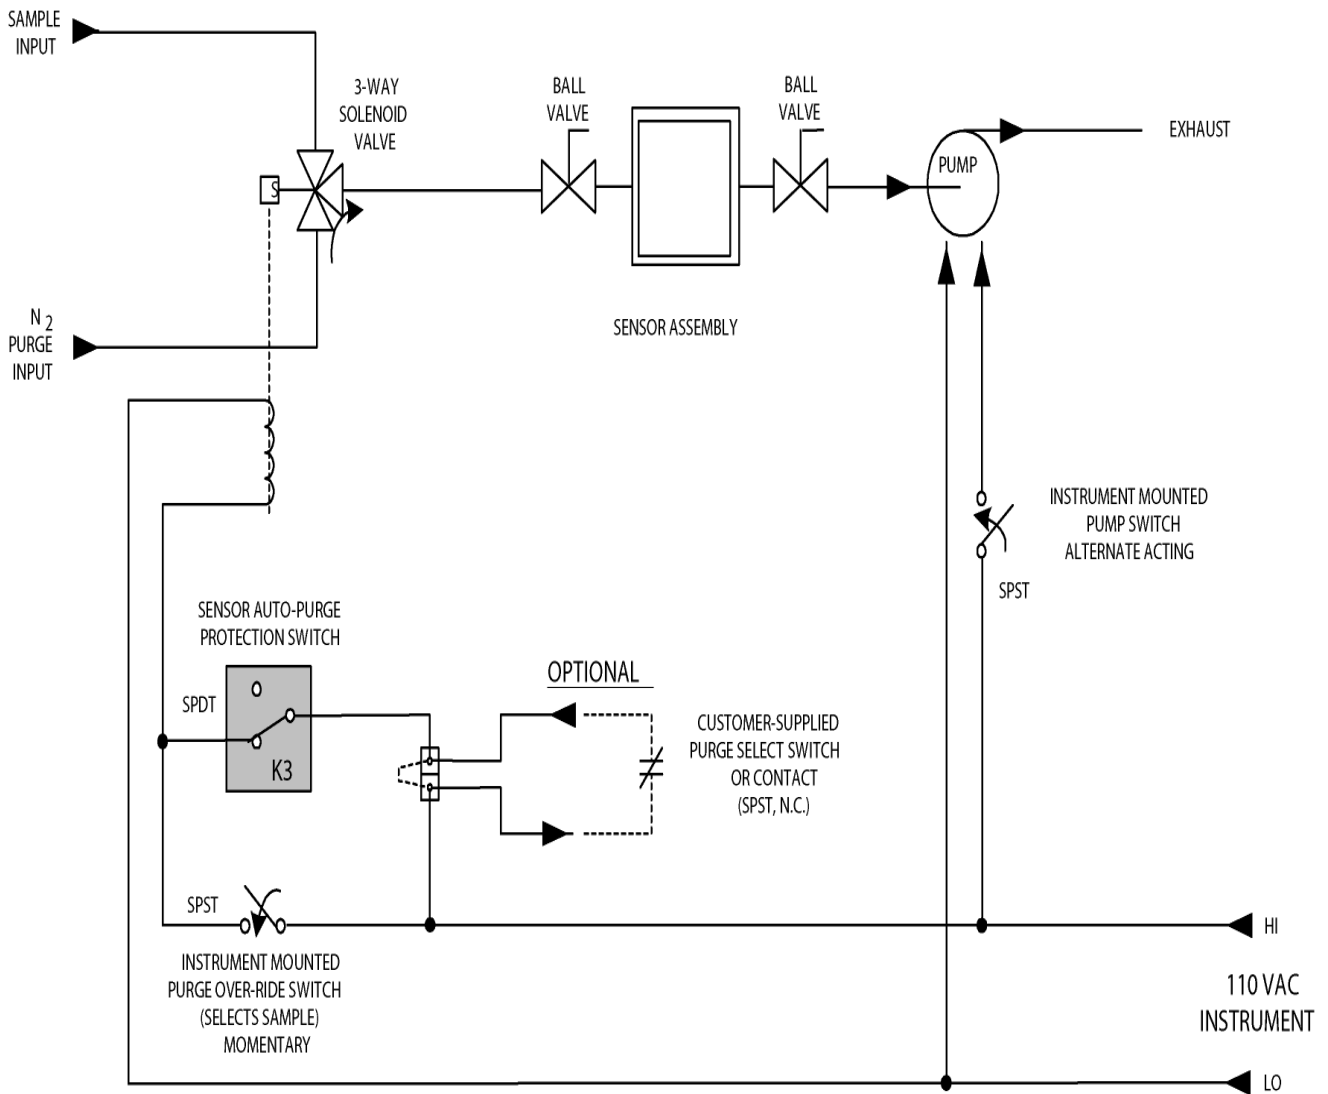 SAMPLE
INPUT
3-WAY
SOLENOID
VALVE
BALL
VALVE
BALL
VALVE
PUMP
EXHAUST
S
SENSOR ASSEMBLY
N 2
PURGE
INPUT
INSTRUMENT MOUNTED
PUMP SWITCH
ALTERNATE ACTING
SPST
SENSOR AUTO-PURGE
PROTECTION SWITCH
SPDT
K3
OPTIONAL
CUSTOMER-SUPPLIED
PURGE SELECT SWITCH
OR CONTACT
(SPST, N.C.)
SPST
INSTRUMENT MOUNTED
PURGE OVER-RIDE SWITCH
(SELECTS SAMPLE)
MOMENTARY
HI
110 VAC
INSTRUMENT
LO